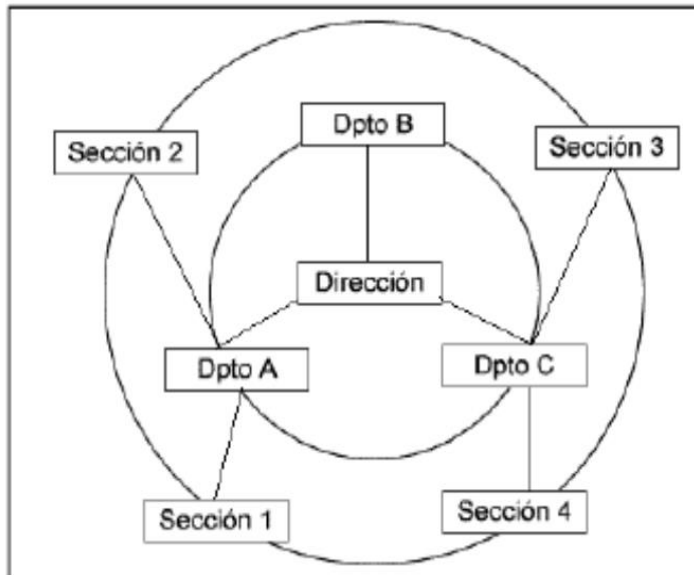 Dpto B
Sección 2
Sección 3
Dirección
Dpto A
Dpto C
Sección 1
Sección 4